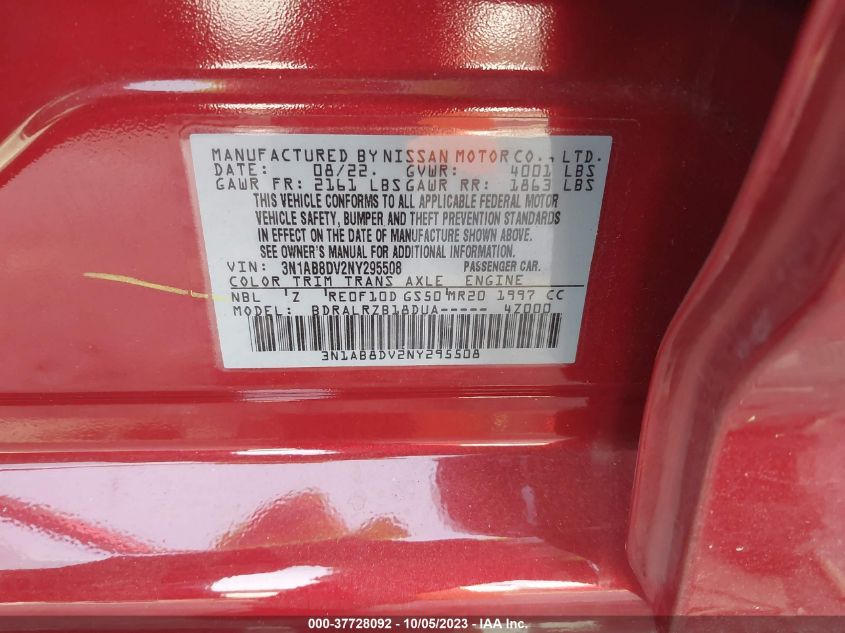 MANUFACTURED BY NISSAN MOTOR CO., LTD.
DATE: 08/22. GVWR: 4001 LBS
GAWR FR: 2161 LBS GAWR RR: 1863 LBS
THIS VEHICLE CONFORMS TO ALL APPLICABLE FEDERAL MOTOR
VEHICLE SAFETY, BUMPER AND THEFT PREVENTION STANDARDS
IN EFFECT ON THE DATE OF MANUFACTURE SHOWN ABOVE.
SEE OWNER'S MANUAL FOR ADDITIONAL INFORMATION.
VIN: 3N1AB8DV2NY295508 PASSENGER CAR.
COLOR TRIM TRANS AXLE ENGINE
NBL Z RE0F10D GS50 MR20 1997 CC
MODEL: BDRALRZB18DUA----- 4Z000
3N1AB8DV2NY295508
000-37728092 - 10/05/2023 - IAA Inc.